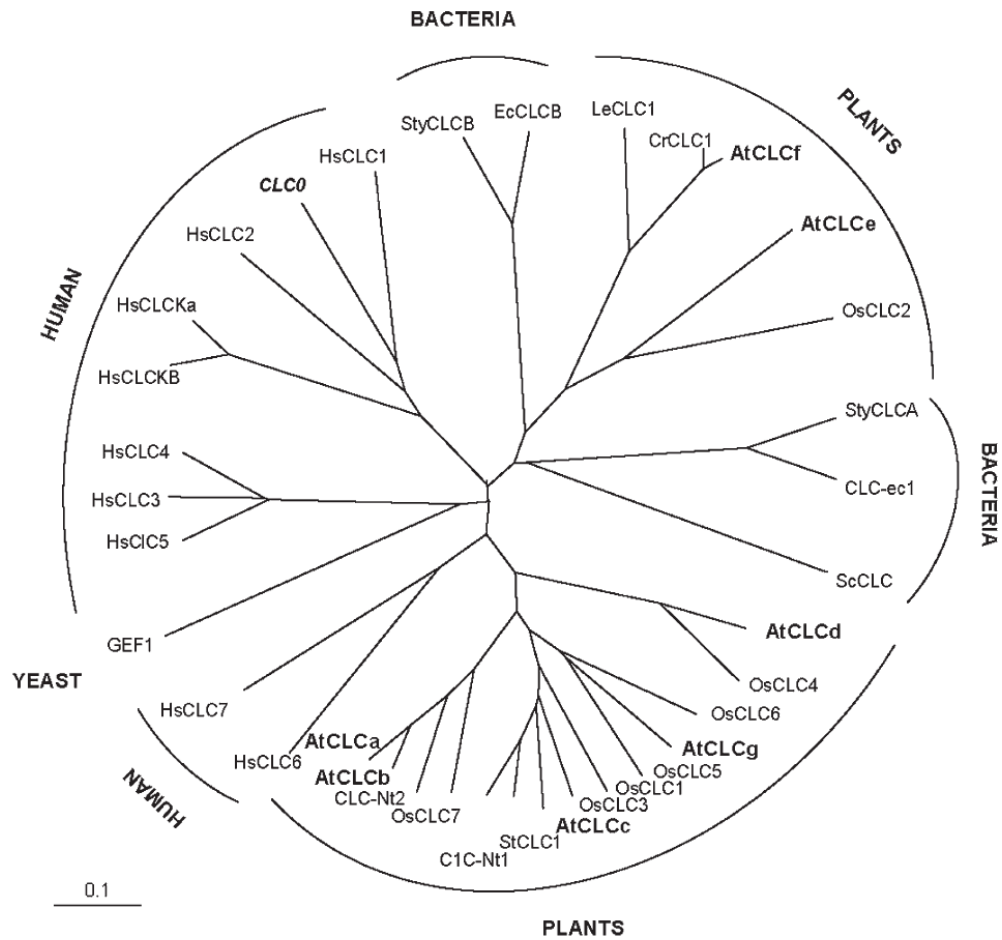 BACTERIA
PLANTS
StyCLCB
EcCLCB
LeCLC1
CrCLC1
AtCLCf
HsCLC1
CLC0
HsCLC2
AtCLCe
HUMAN
HsCLCKa
OsCLC2
HsCLCKB
StyCLCA
HsCLC4
CLC-ec1
BACTERIA
HsCLC3
HsClC5
ScCLC
AtCLCd
GEF1
YEAST
OsCLC4
HsCLC7
OsCLC6
HsCLC6
AtCLCa
AtCLCg
AtCLCb
OsCLC5
OsCLC1
CLC-Nt2
OsCLC3
OsCLC7
AtCLCc
StCLC1
C1C-Nt1
HUMAN
0.1
PLANTS